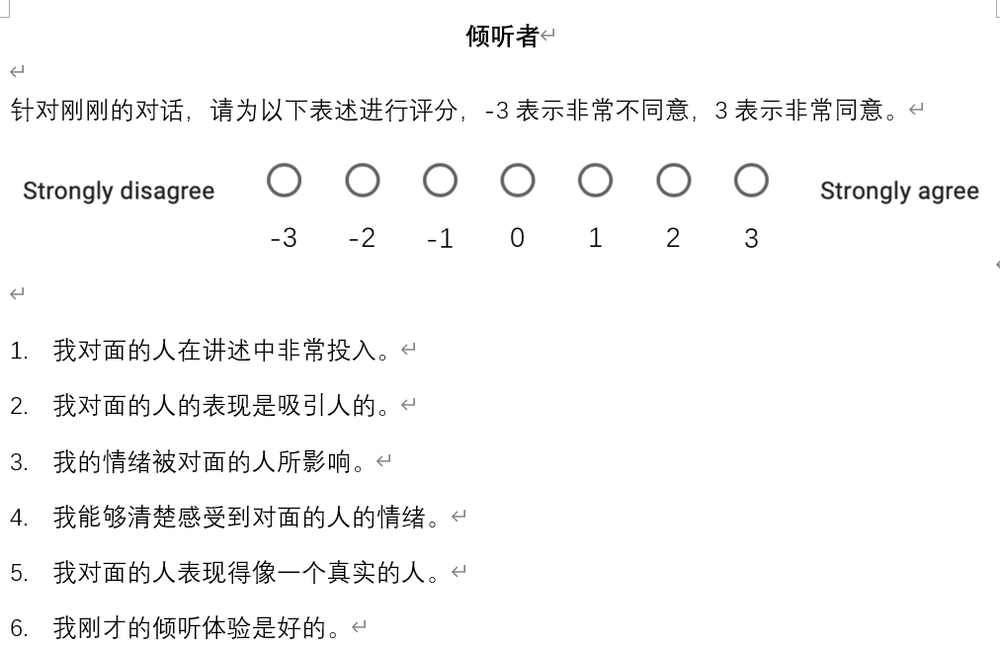 倾听者
针对刚刚的对话，请为以下表述进行评分，-3 表示非常不同意，3 表示非常同意。
Strongly disagree Strongly agree
-3 -2 -1 0 1 2 3
1. 我对面的人在讲述中非常投入。
2. 我对面的人的表现是吸引人的。
3. 我的情绪被对面的人所影响。
4. 我能够清楚感受到对面的人的情绪。
5. 我对面的人表现得像一个真实的人。
6. 我刚才的倾听体验是好的。